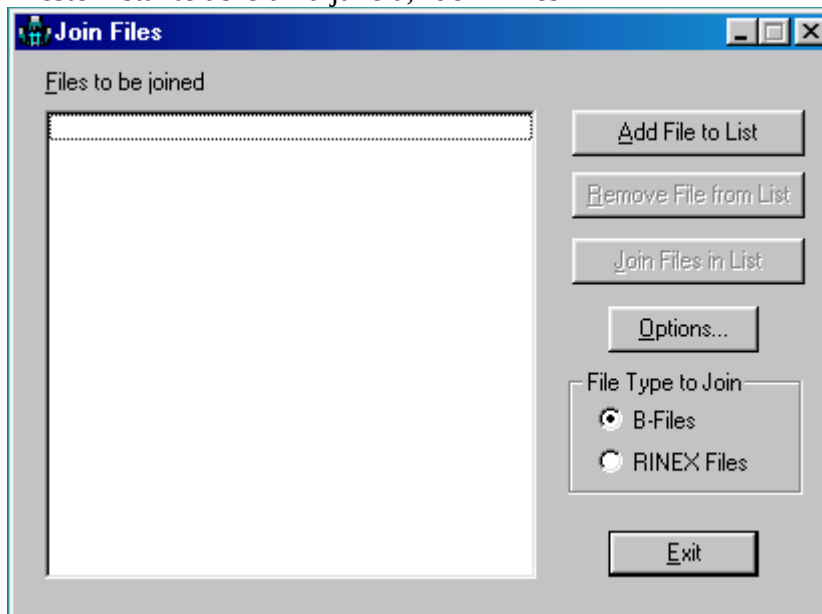 Join Files
Files to be joined
Add File to List
Remove File from List
Join Files in List
Options...
File Type to Join
B-Files
RINEX Files
Exit